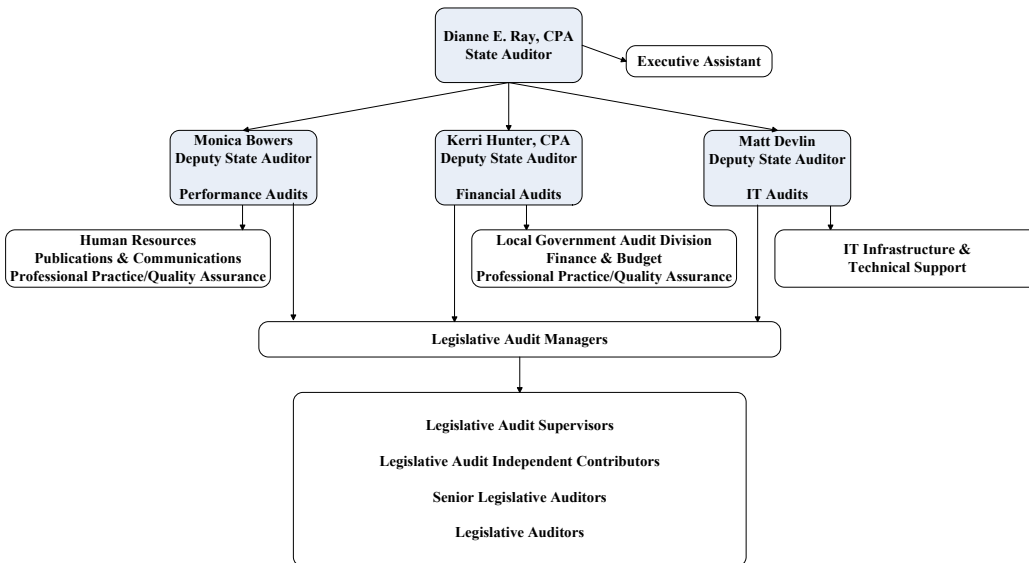 Dianne E. Ray, CPA
State Auditor
Executive Assistant
Monica Bowers
Deputy State Auditor
Performance Audits
Kerri Hunter, CPA
Deputy State Auditor
Financial Audits
Matt Devlin
Deputy State Auditor
IT Audits
Human Resources
Publications & Communications
Professional Practice/Quality Assurance
Local Government Audit Division
Finance & Budget
Professional Practice/Quality Assurance
IT Infrastructure &
Technical Support
Legislative Audit Managers
Legislative Audit Supervisors
Legislative Audit Independent Contributors
Senior Legislative Auditors
Legislative Auditors